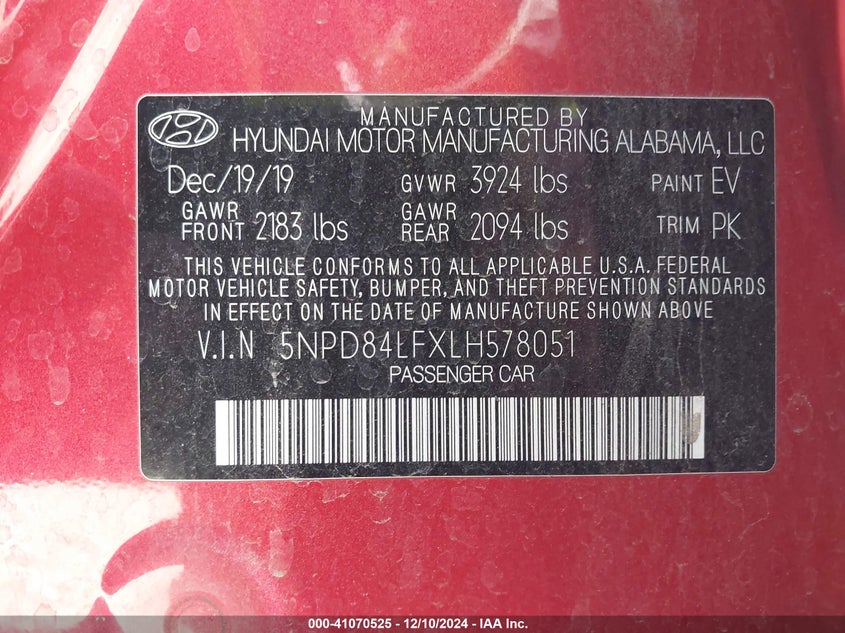 MANUFACTURED BY
HYUNDAI MOTOR MANUFACTURING ALABAMA, LLC
Dec/19/19 GVWR 3924 lbs PAINT EV
GAWR FRONT 2183 lbs GAWR REAR 2094 lbs TRIM PK
THIS VEHICLE CONFORMS TO ALL APPLICABLE U.S.A. FEDERAL
MOTOR VEHICLE SAFETY, BUMPER, AND THEFT PREVENTION STANDARDS
IN EFFECT ON THE DATE OF MANUFACTURE SHOWN ABOVE
V.I.N 5NPD84LFXLH578051
PASSENGER CAR
000-41070525 - 12/10/2024 - IAA Inc.